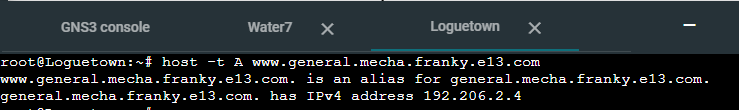 GNS3 console
Water7
Loguetown
root@Loguetown:~# host -t A www.general.mecha.franky.e13.com
www.general.mecha.franky.e13.com. is an alias for general.mecha.franky.e13.com.
general.mecha.franky.e13.com. has IPv4 address 192.206.2.4